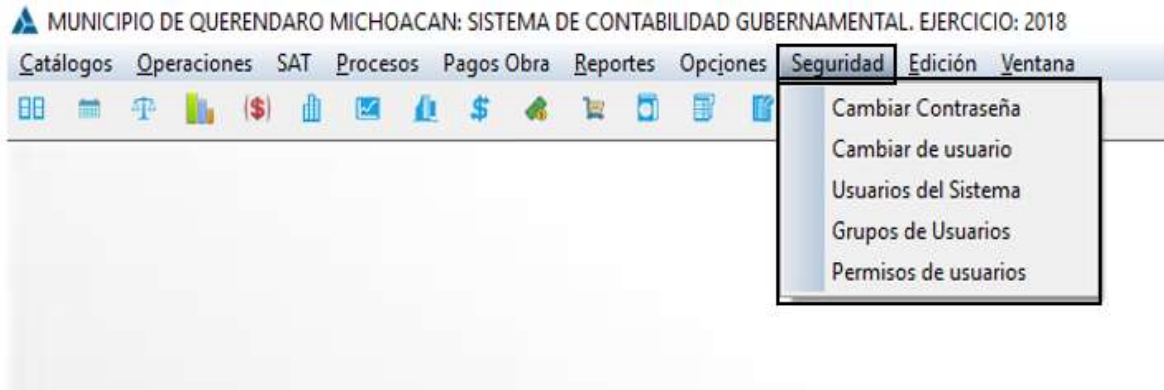 MUNICIPIO DE QUERENDARO MICHOACAN: SISTEMA DE CONTABILIDAD GUBERNAMENTAL. EJERCICIO: 2018
Catálogos Operaciones SAT Procesos Pagos Obra Reportes Opciones Seguridad Edición Ventana
Cambiar Contraseña
Cambiar de usuario
Usuarios del Sistema
Grupos de Usuarios
Permisos de usuarios